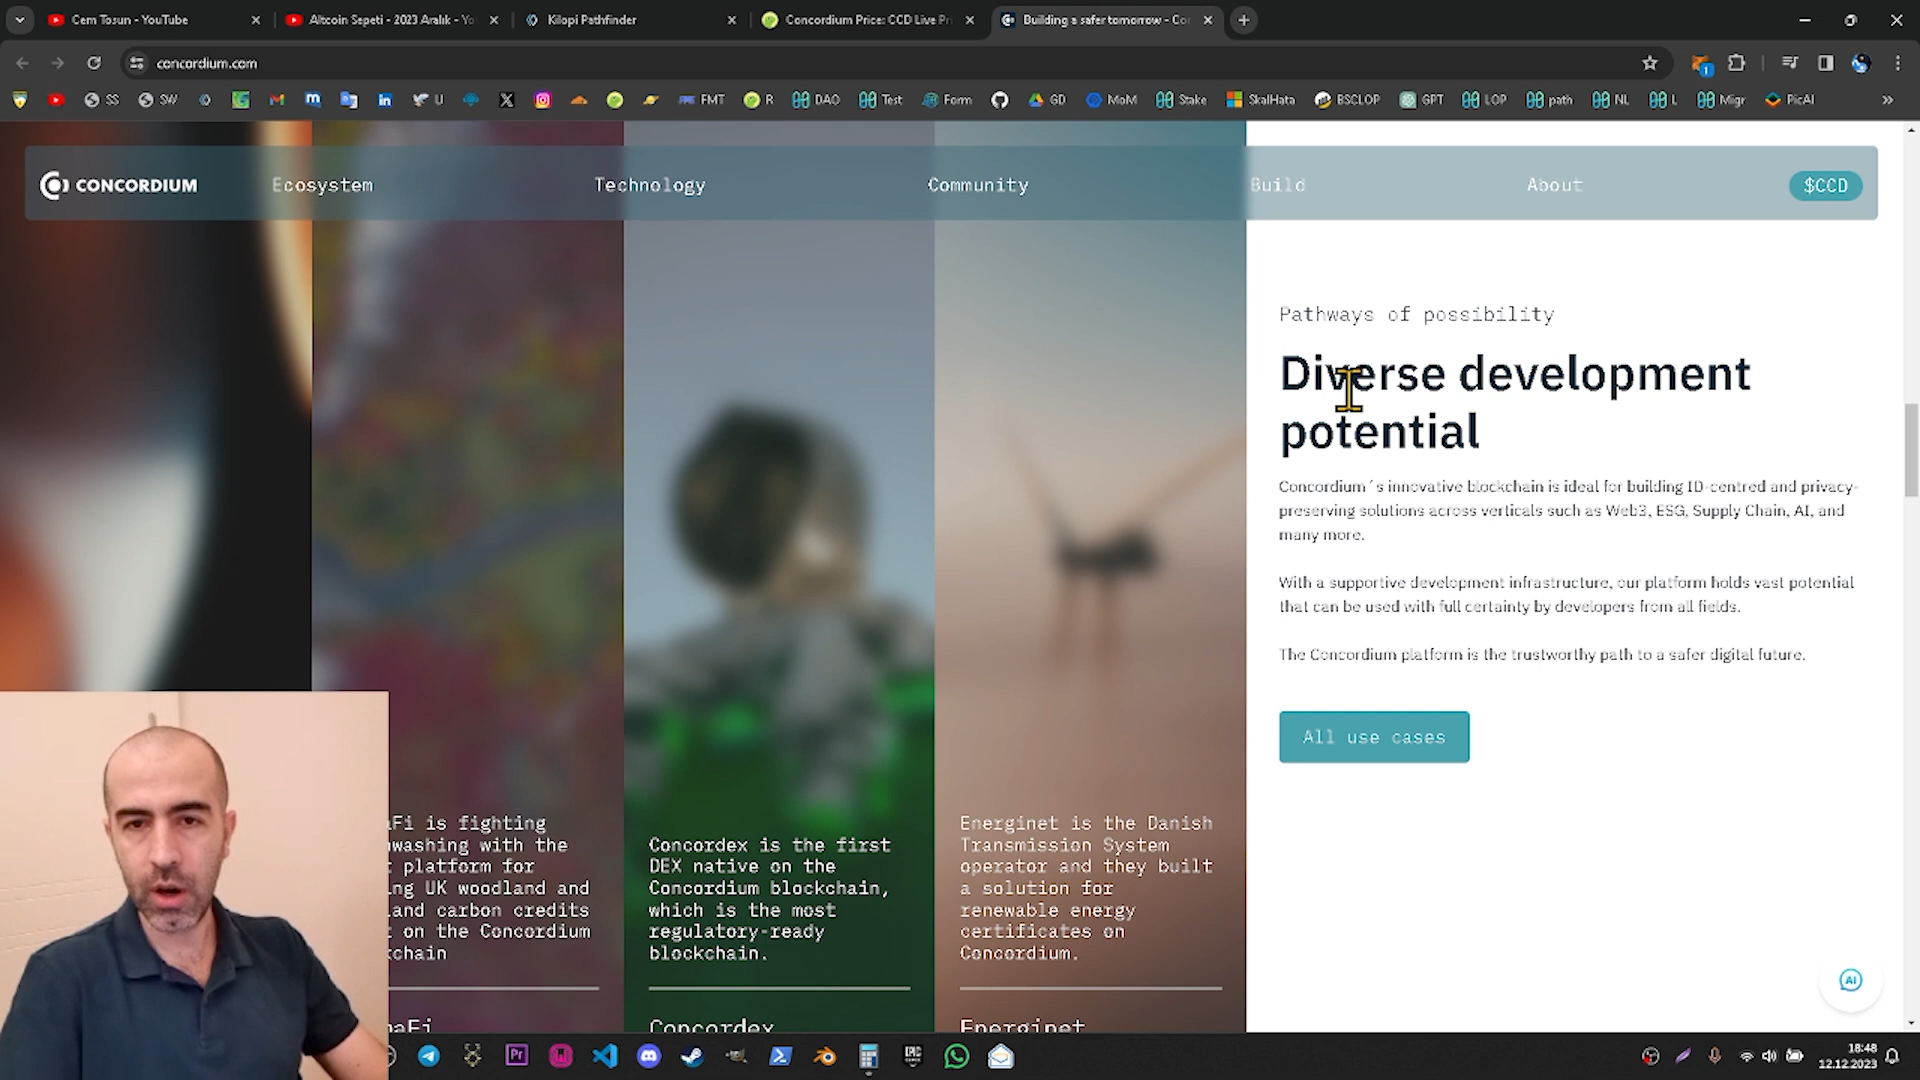 Cem Tosun - YouTube
Altcoin Sepeti - 2023 Aralık - Yo
Kilopi Pathfinder
Concordium Price: CCD Live Pri
Building a safer tomorrow - Co
concordium.com
SS
SW
U
FMT
R
DAO
Test
Form
GD
MoM
Stake
SkalHata
BSCLOP
GPT
LOP
path
NL
L
Migr
PicAI
CONCORDIUM
Ecosystem
Technology
Community
Build
About
$CCD
Pathways of possibility
Diverse development
potential
Concordium´s innovative blockchain is ideal for building ID-centred and privacy-
preserving solutions across verticals such as Web3, ESG, Supply Chain, AI, and
many more.
With a supportive development infrastructure, our platform holds vast potential
that can be used with full certainty by developers from all fields.
The Concordium platform is the trustworthy path to a safer digital future.
All use cases
aFi is fighting
washing with the
platform for
ng UK woodland and
and carbon credits
on the Concordium
chain
aFi
Concordex is the first
DEX native on the
Concordium blockchain,
which is the most
regulatory-ready
blockchain.
Concordex
Energinet is the Danish
Transmission System
operator and they built
a solution for
renewable energy
certificates on
Concordium.
Energinet
AI
Pr
EPIC
18:48
12.12.2023